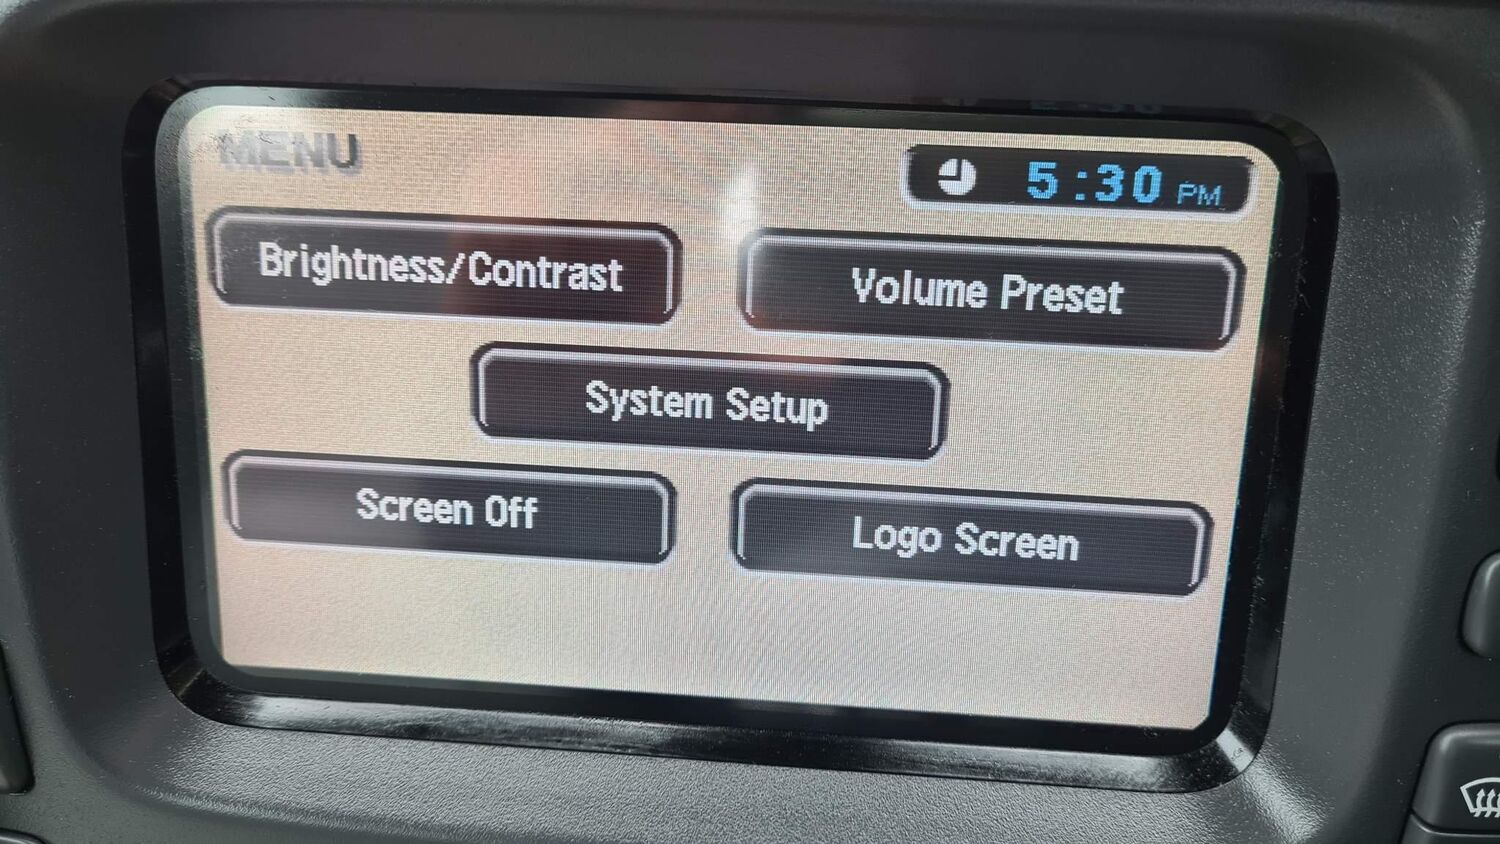 MENU
5:30 PM
Brightness/Contrast
Volume Preset
System Setup
Screen Off
Logo Screen